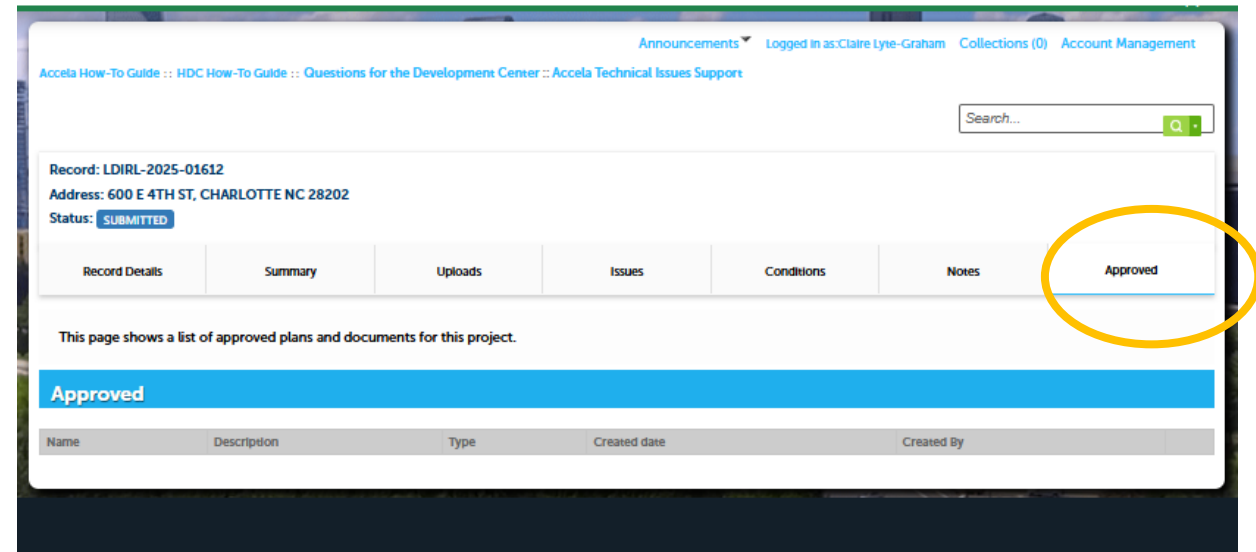 Announcements Logged in as:Claire Lyte-Graham Collections (0) Account Management
Accela How-To Guide :: HDC How-To Guide :: Questions for the Development Center :: Accela Technical Issues Support
Search...
Record: LDIRL-2025-01612
Address: 600 E 4TH ST, CHARLOTTE NC 28202
Status: SUBMITTED
Record Details Summary Uploads Issues Conditions Notes Approved
This page shows a list of approved plans and documents for this project.
Approved
Name Description Type Created date Created By